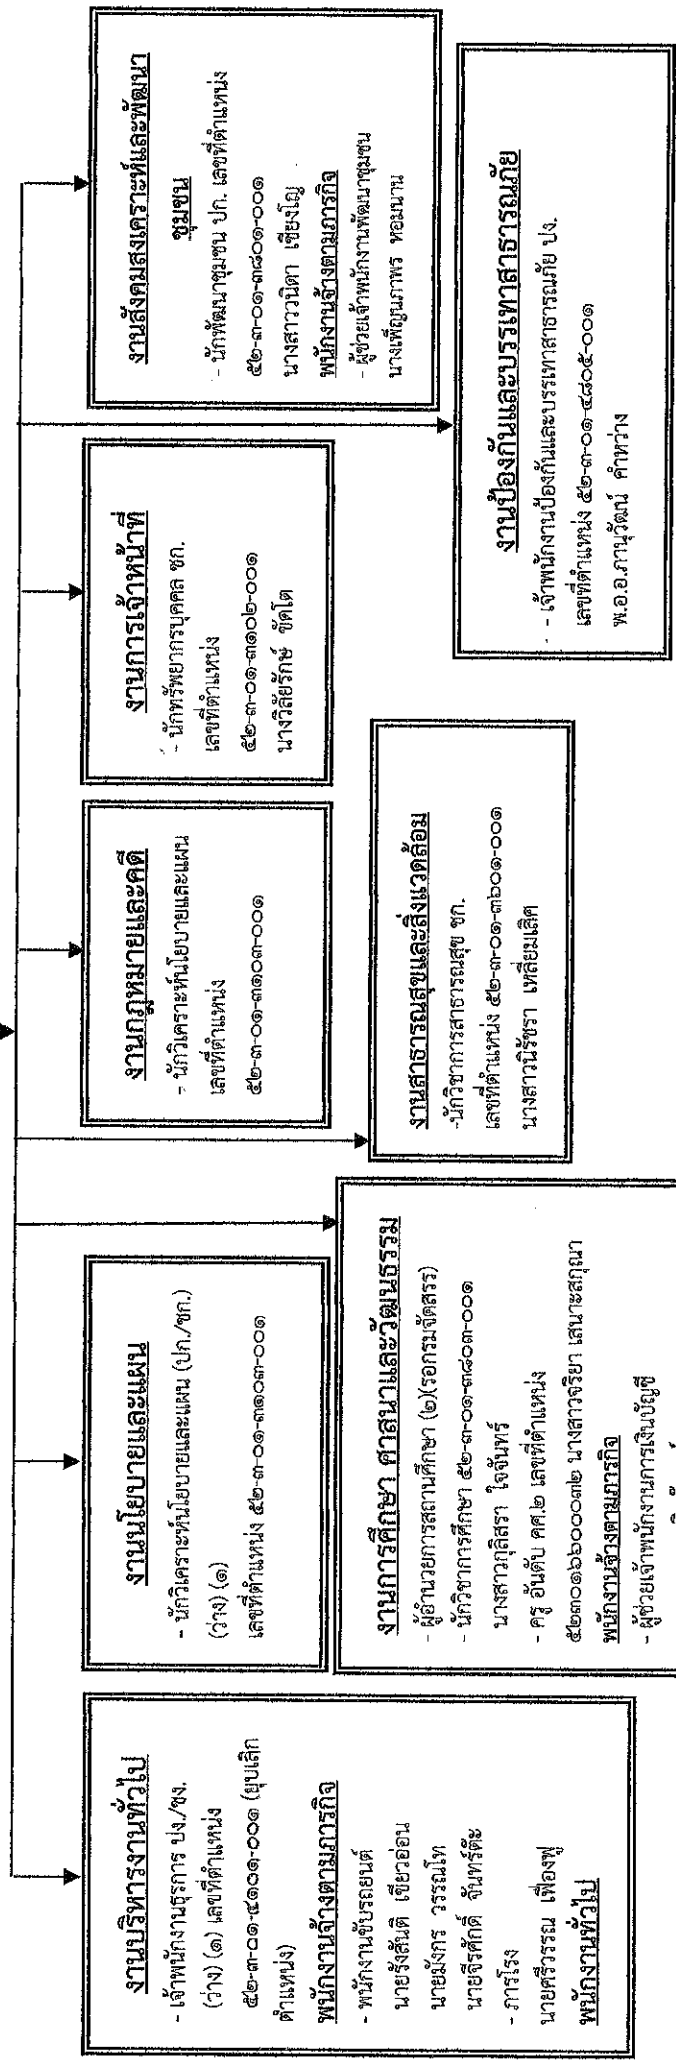 งานบริหารงานทั่วไป
- เจ้าพนักงานธุรการ ปง./ชง.
(ว่าง) (๑) เลขที่ตำแหน่ง
๕๒-๓-๐๑-๔๑๐๑-๐๐๑ (ยุบเลิก
ตำแหน่ง)
พนักงานจ้างตามภารกิจ
- พนักงานขับรถยนต์
นายรังสันติ เขียวอ่อน
นายมังกร วรรณโท
นายจิรศักดิ์ จันทร์ต๊ะ
- ภารโรง
นายศรีวรรณ เฟื่องฟู
พนักงานทั่วไป
งานนโยบายและแผน
- นักวิเคราะห์นโยบายและแผน (ปก./ชก.)
(ว่าง) (๑)
เลขที่ตำแหน่ง ๕๒-๓-๐๑-๓๑๐๓-๐๐๑
งานการศึกษา ศาสนาและวัฒนธรรม
- ผู้อำนวยการสถานศึกษา (๒)(รอกรมจัดสรร)
- นักวิชาการศึกษา ๕๒-๓-๐๑-๓๘๐๓-๐๐๑
นางสาวกุลิสรา ใจจันทร์
- ครู อันดับ คศ.๒ เลขที่ตำแหน่ง
๕๒๓๐๑๖๖๐๐๐๓๒ นางสาวจริยา เสนาะสกุณา
พนักงานจ้างตามภารกิจ
- ผู้ช่วยเจ้าพนักงานการเงินบัญชี
งานกฎหมายและคดี
- นักวิเคราะห์นโยบายและแผน
เลขที่ตำแหน่ง
๕๒-๓-๐๑-๓๑๐๓-๐๐๑
งานสาธารณสุขและสิ่งแวดล้อม
-นักวิชาการสาธารณสุข ชก.
เลขที่ตำแหน่ง ๕๒-๓-๐๑-๓๖๐๑-๐๐๑
นางสาวนิรัชรา เหลี่ยมเลิศ
งานการเจ้าหน้าที่
- นักทรัพยากรบุคคล ชก.
เลขที่ตำแหน่ง
๕๒-๓-๐๑-๓๑๐๒-๐๐๑
นางวิลัยรักษ์ ขัดโต
งานสังคมสงเคราะห์และพัฒนา
ชุมชน
- นักพัฒนาชุมชน ปก. เลขที่ตำแหน่ง
๕๒-๓-๐๑-๓๘๐๑-๐๐๑
นางสาววนิดา เชียงโญ
พนักงานจ้างตามภารกิจ
- ผู้ช่วยเจ้าพนักงานพัฒนาชุมชน
นางเพ็ญนภาพร หอมนาน
งานป้องกันและบรรเทาสาธารณภัย
- เจ้าพนักงานป้องกันและบรรเทาสาธารณภัย ปง.
เลขที่ตำแหน่ง ๕๒-๓-๐๑-๔๘๐๕-๐๐๑
พ.อ.อ.ภานุวัฒน์ คำหว่าง